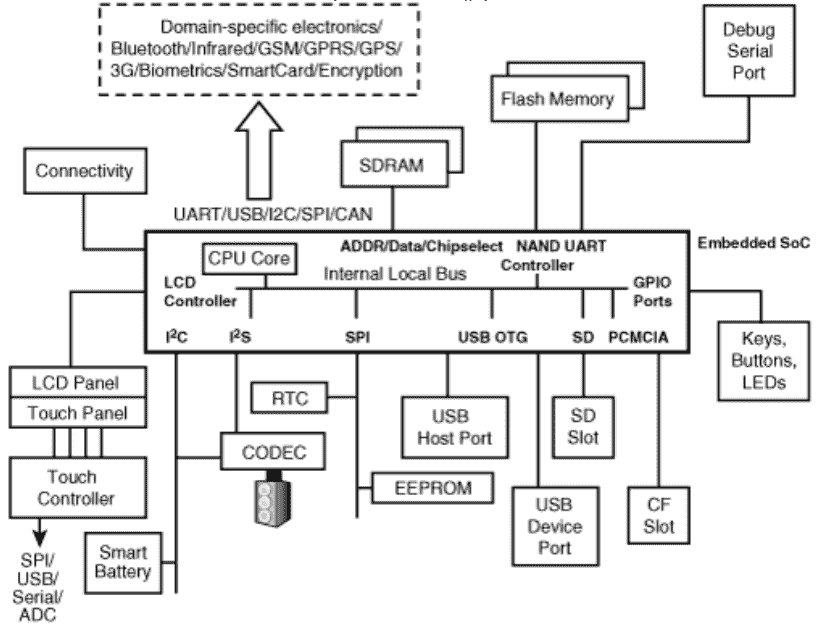 Domain-specific electronics/
Bluetooth/Infrared/GSM/GPRS/GPS/
3G/Biometrics/SmartCard/Encryption
Debug
Serial
Port
Flash Memory
SDRAM
Connectivity
UART/USB/I2C/SPI/CAN
Embedded SoC
ADDR/Data/Chipselect
NAND UART
Controller
CPU Core
Internal Local Bus
LCD
Controller
GPIO
Ports
I²C
I²S
SPI
USB OTG
SD
PCMCIA
Keys,
Buttons,
LEDs
LCD Panel
Touch Panel
RTC
USB
Host Port
SD
Slot
CODEC
Touch
Controller
EEPROM
USB
Device
Port
CF
Slot
Smart
Battery
SPI/
USB/
Serial/
ADC